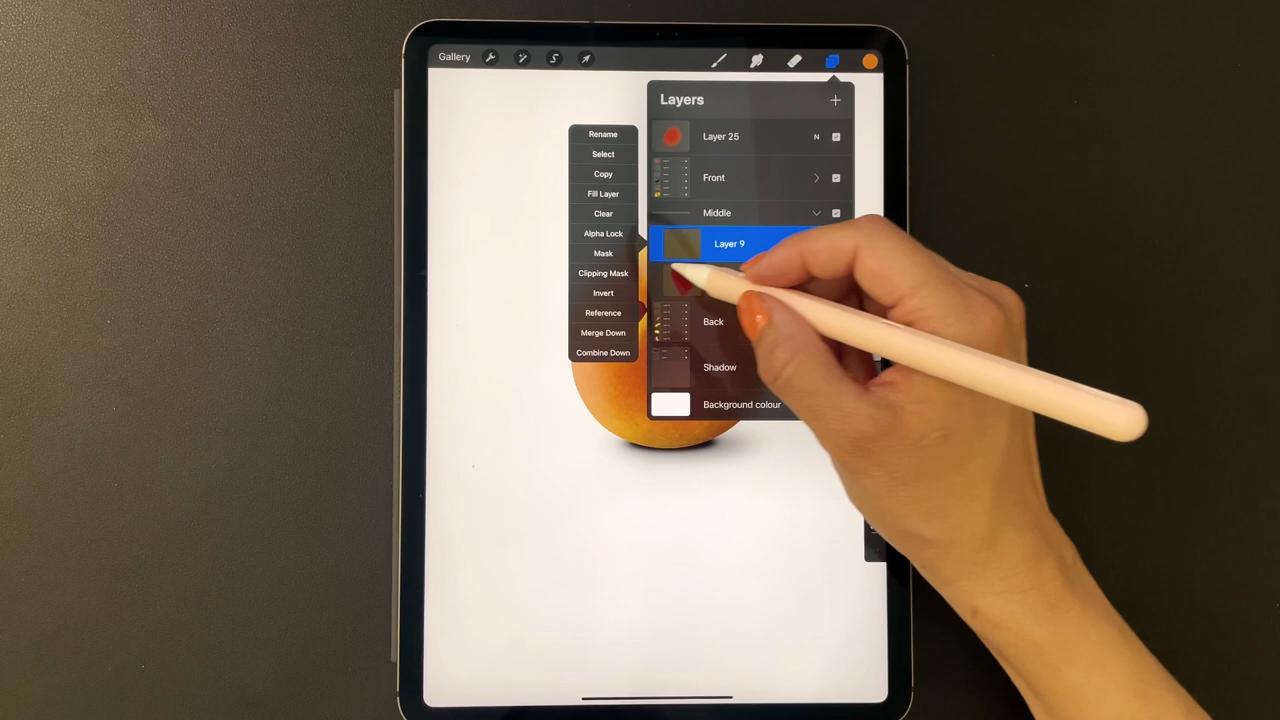 Gallery
Layers
Layer 25
N
Front
Middle
Layer 9
Back
Shadow
Background colour
Rename
Select
Copy
Fill Layer
Clear
Alpha Lock
Mask
Clipping Mask
Invert
Reference
Merge Down
Combine Down